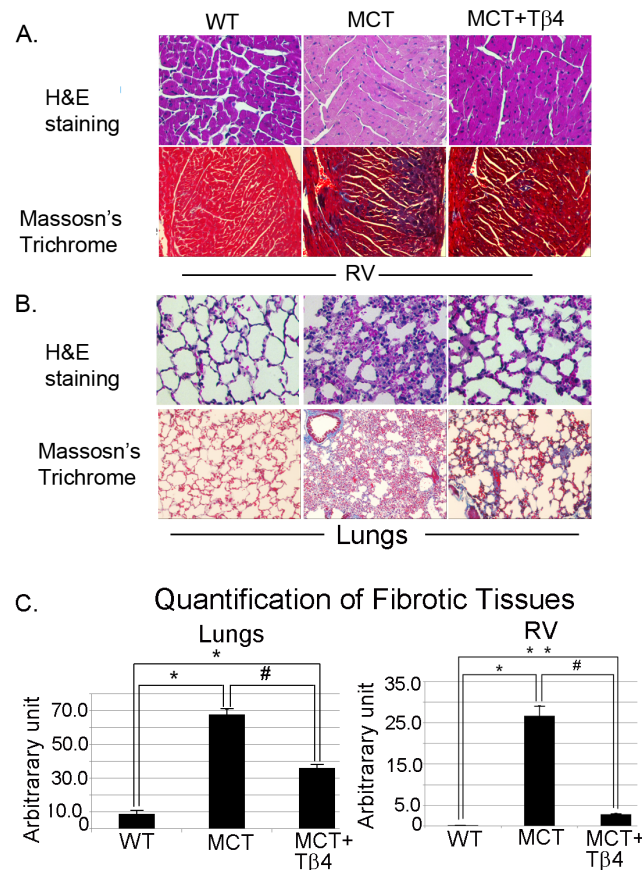 A.
WT MCT MCT+Tβ4
H&E
staining
Massosn's
Trichrome
RV
B.
H&E
staining
Massosn's
Trichrome
Lungs
C. Quantification of Fibrotic Tissues
Lungs
*
* #
Arbitrarary unit
70.0
50.0
30.0
10.0
WT MCT MCT+
Tβ4
RV
* *
* #
Arbitrarary unit
35.0
25.0
15.0
5.0
WT MCT MCT+
Tβ4